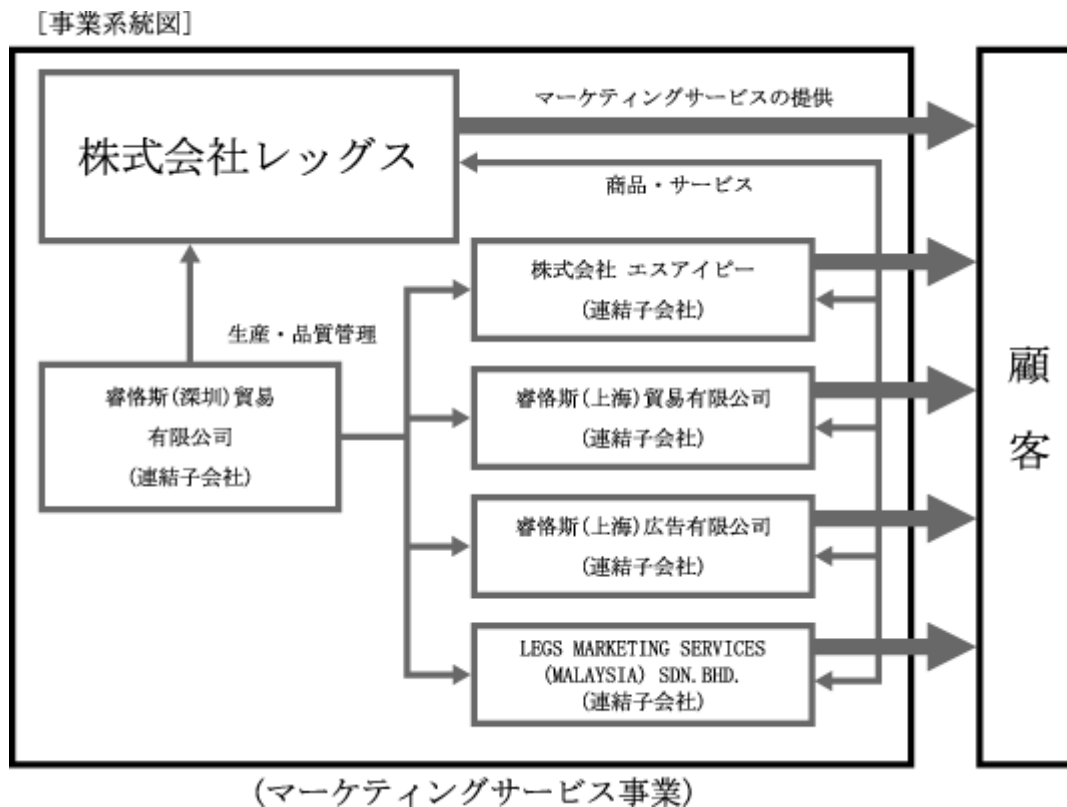 [事業系統図]
マーケティングサービスの提供
株式会社レッグス
商品・サービス
株式会社 エスアイピー
(連結子会社)
生産・品質管理
睿恪斯(深圳)貿易
有限公司
(連結子会社)
睿恪斯(上海)貿易有限公司
(連結子会社)
睿恪斯(上海)広告有限公司
(連結子会社)
LEGS MARKETING SERVICES
(MALAYSIA) SDN.BHD.
(連結子会社)
顧
客
(マーケティングサービス事業)